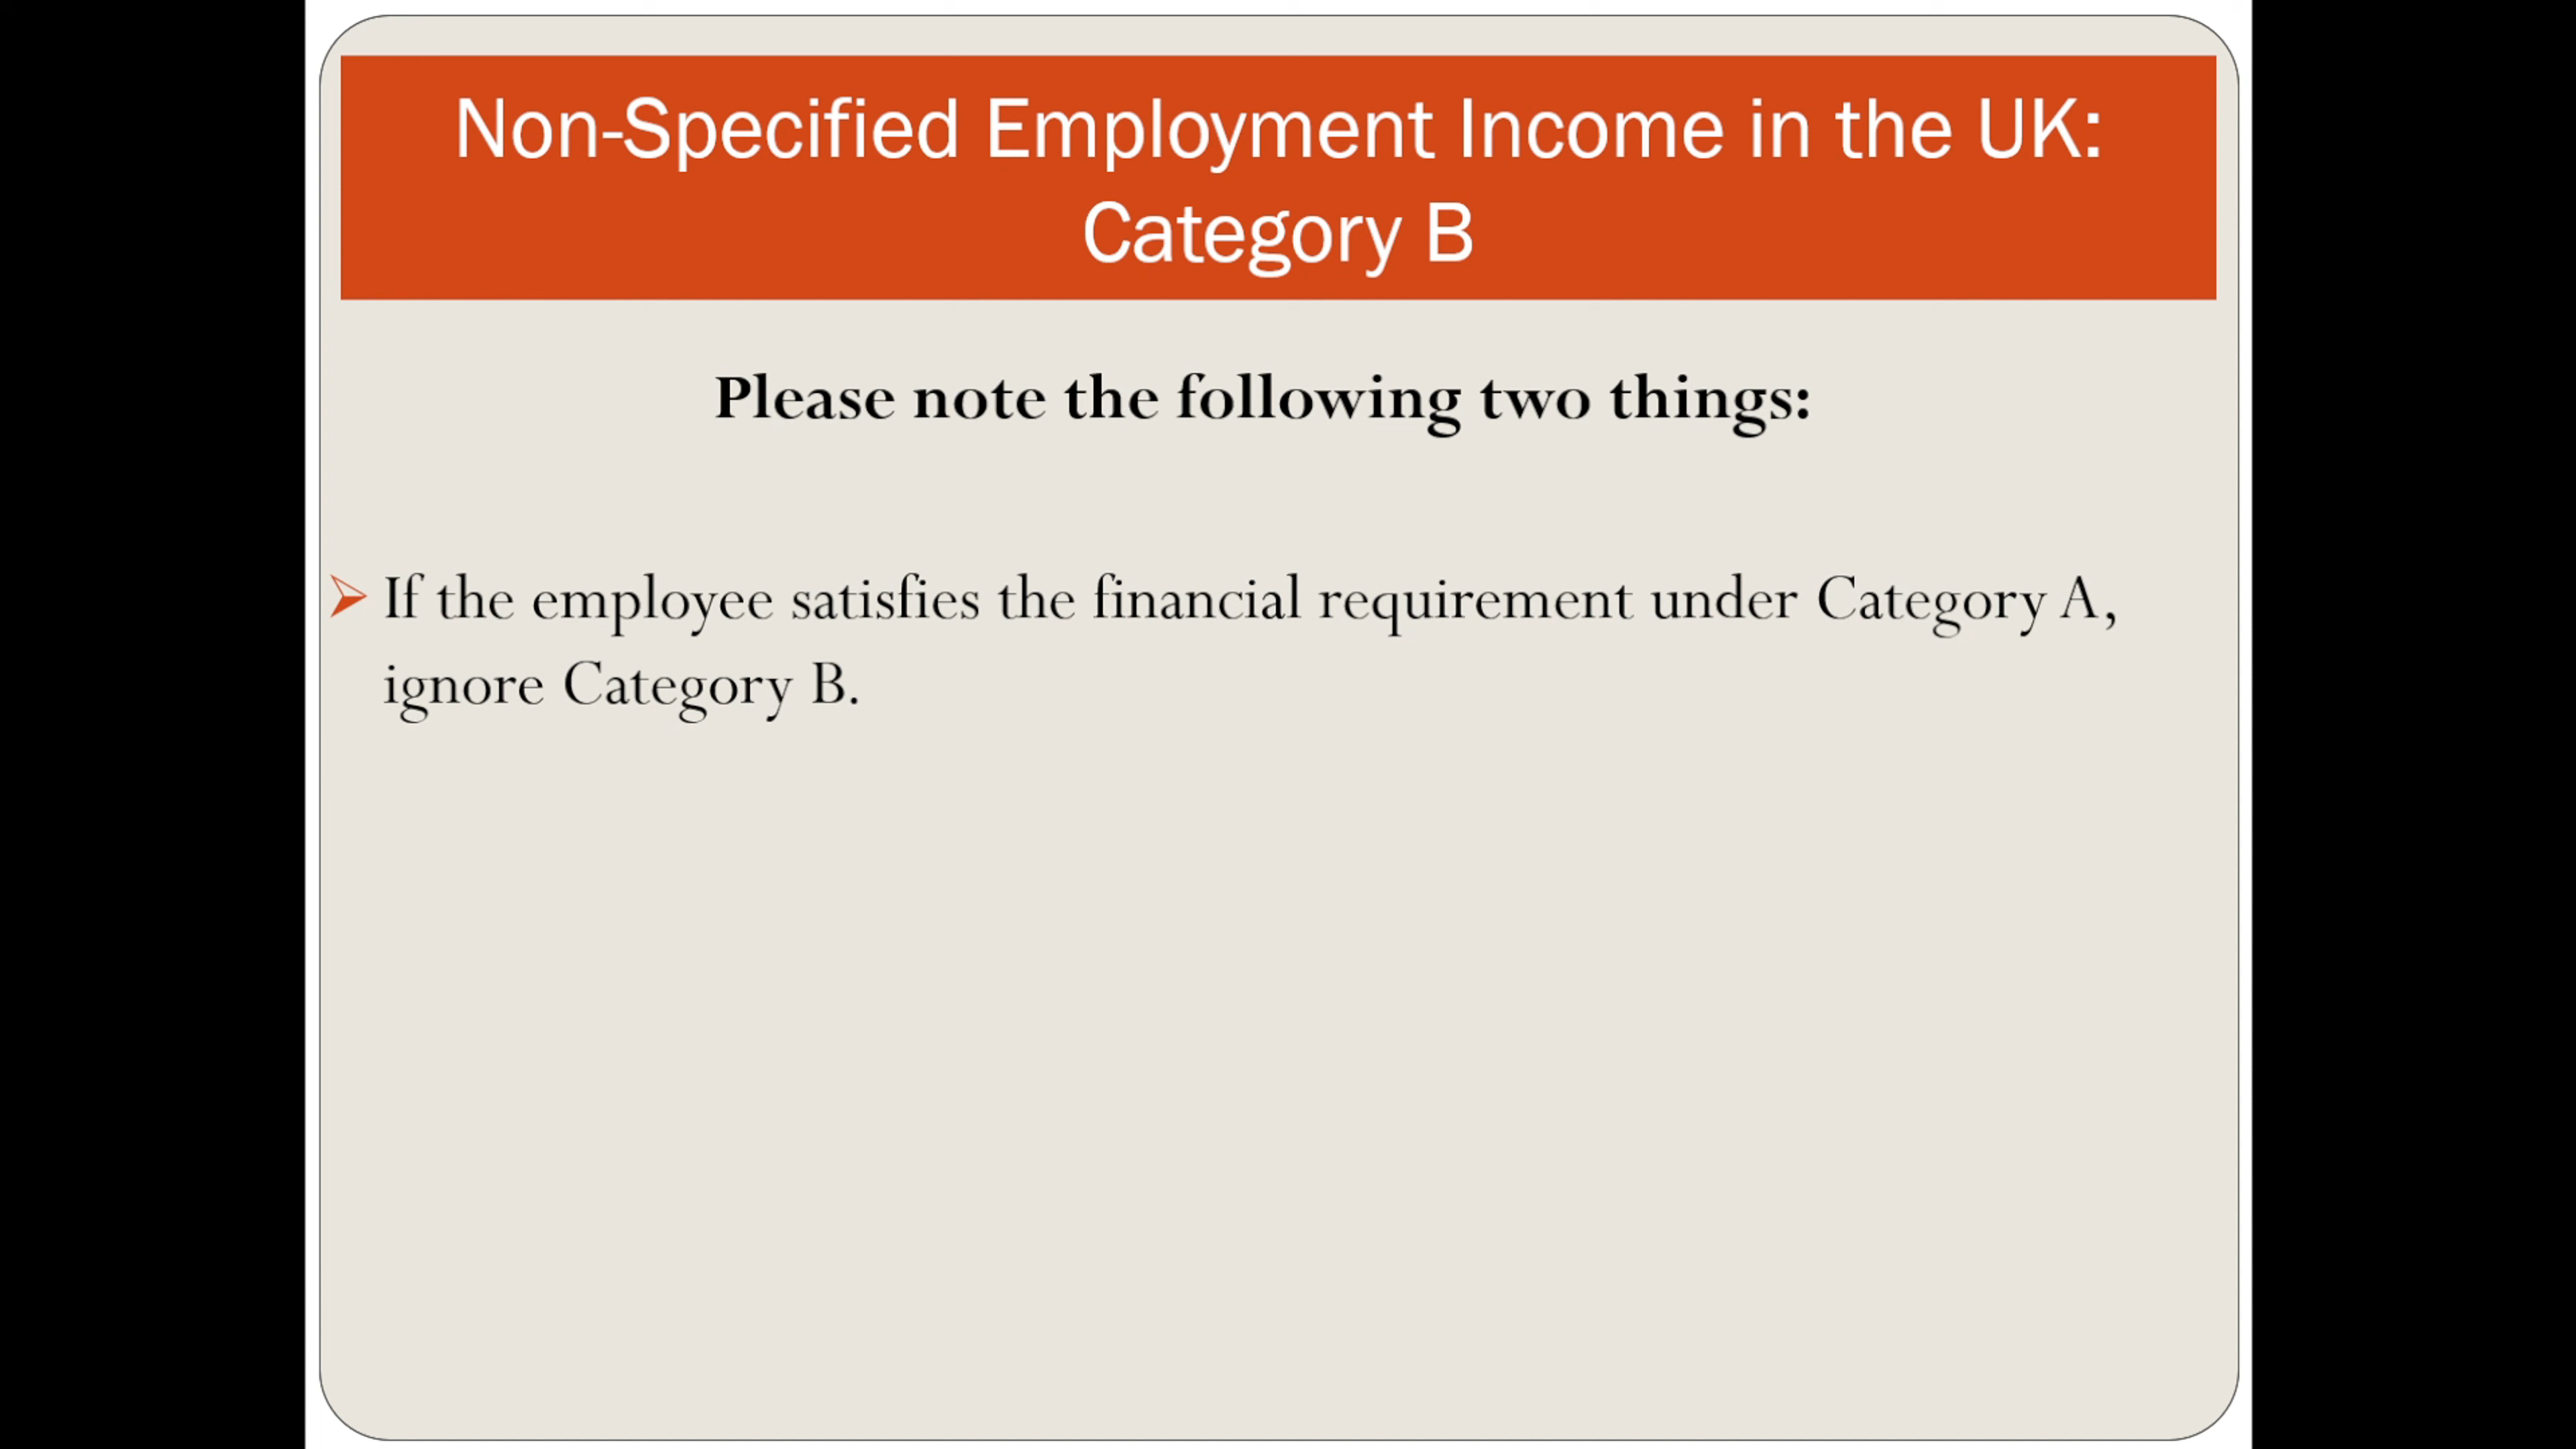 Non-Specified Employment Income in the UK:
Category B
Please note the following two things:
If the employee satisfies the financial requirement under Category A,
ignore Category B.